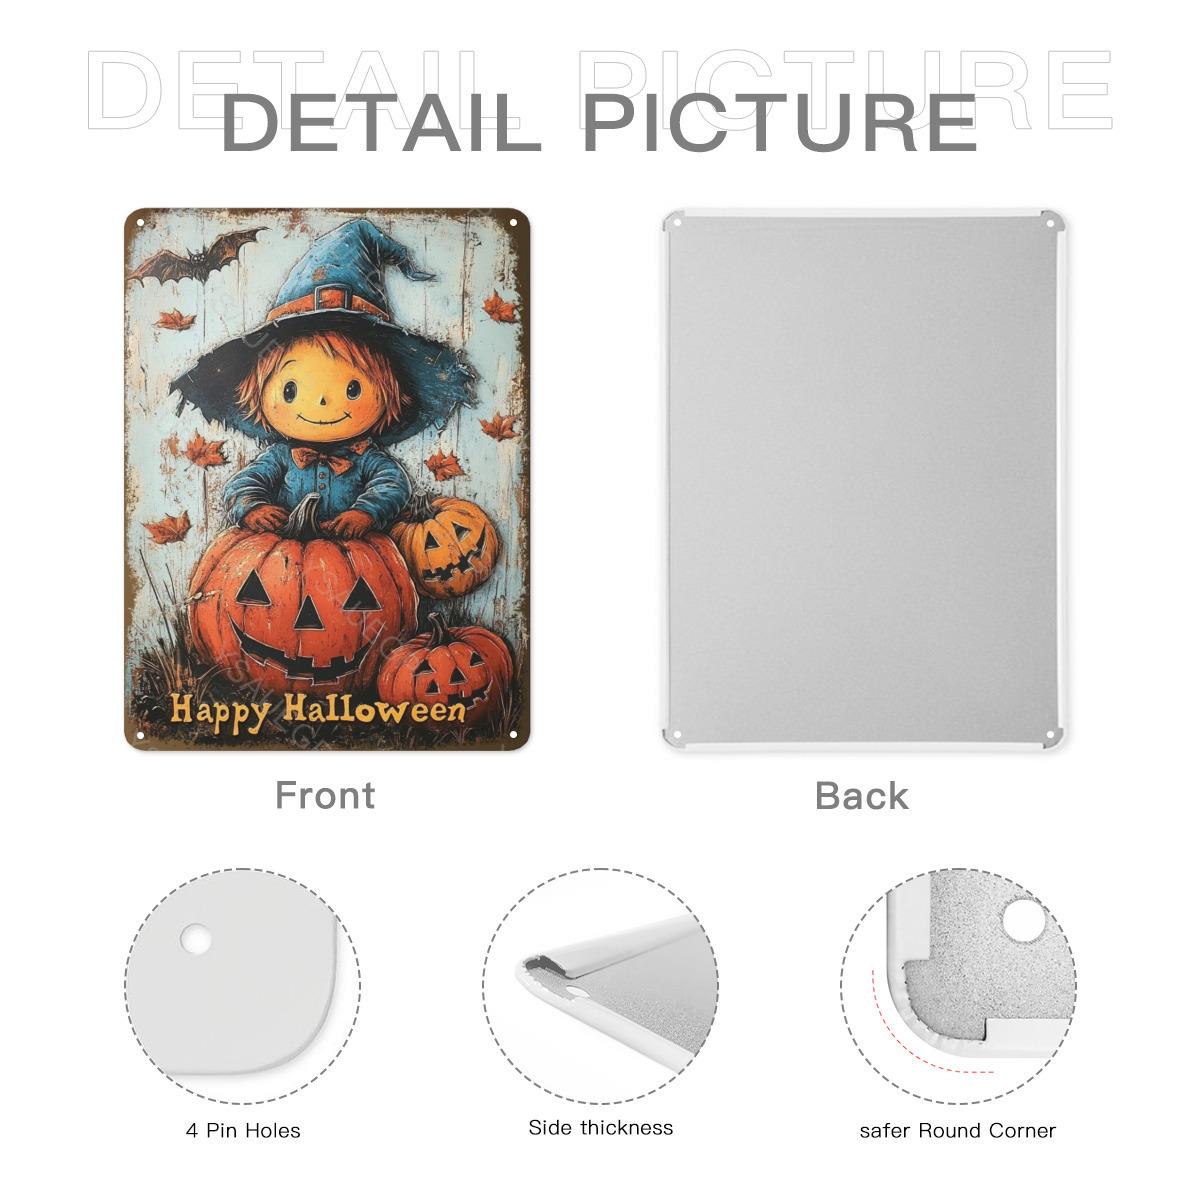 DETAIL PICTURE
DETAIL PICTURE
Happy Halloween
Front
Back
4 Pin Holes
Side thickness
safer Round Corner